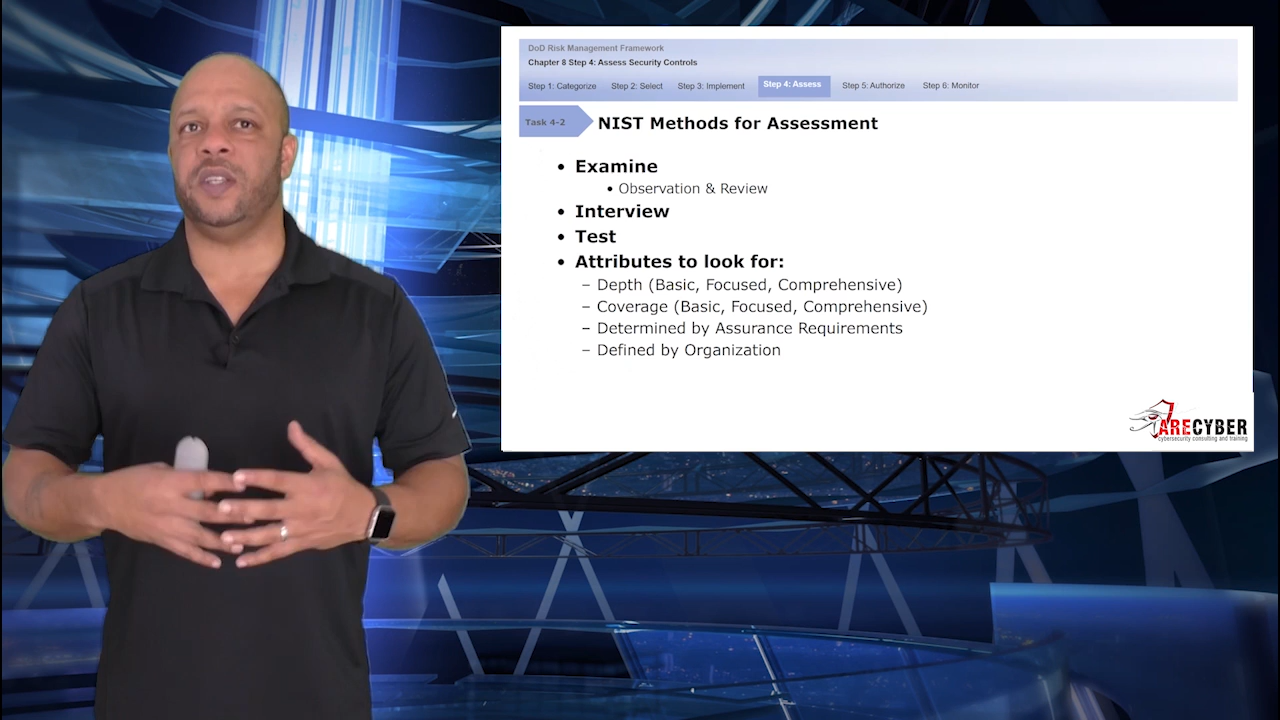 DoD Risk Management Framework
Chapter 8 Step 4: Assess Security Controls
Step 1: Categorize Step 2: Select Step 3: Implement Step 4: Assess Step 5: Authorize Step 6: Monitor
Task 4-2
NIST Methods for Assessment
• Examine
• Observation & Review
• Interview
• Test
• Attributes to look for:
– Depth (Basic, Focused, Comprehensive)
– Coverage (Basic, Focused, Comprehensive)
– Determined by Assurance Requirements
– Defined by Organization
ARECYBER
cybersecurity consulting and training